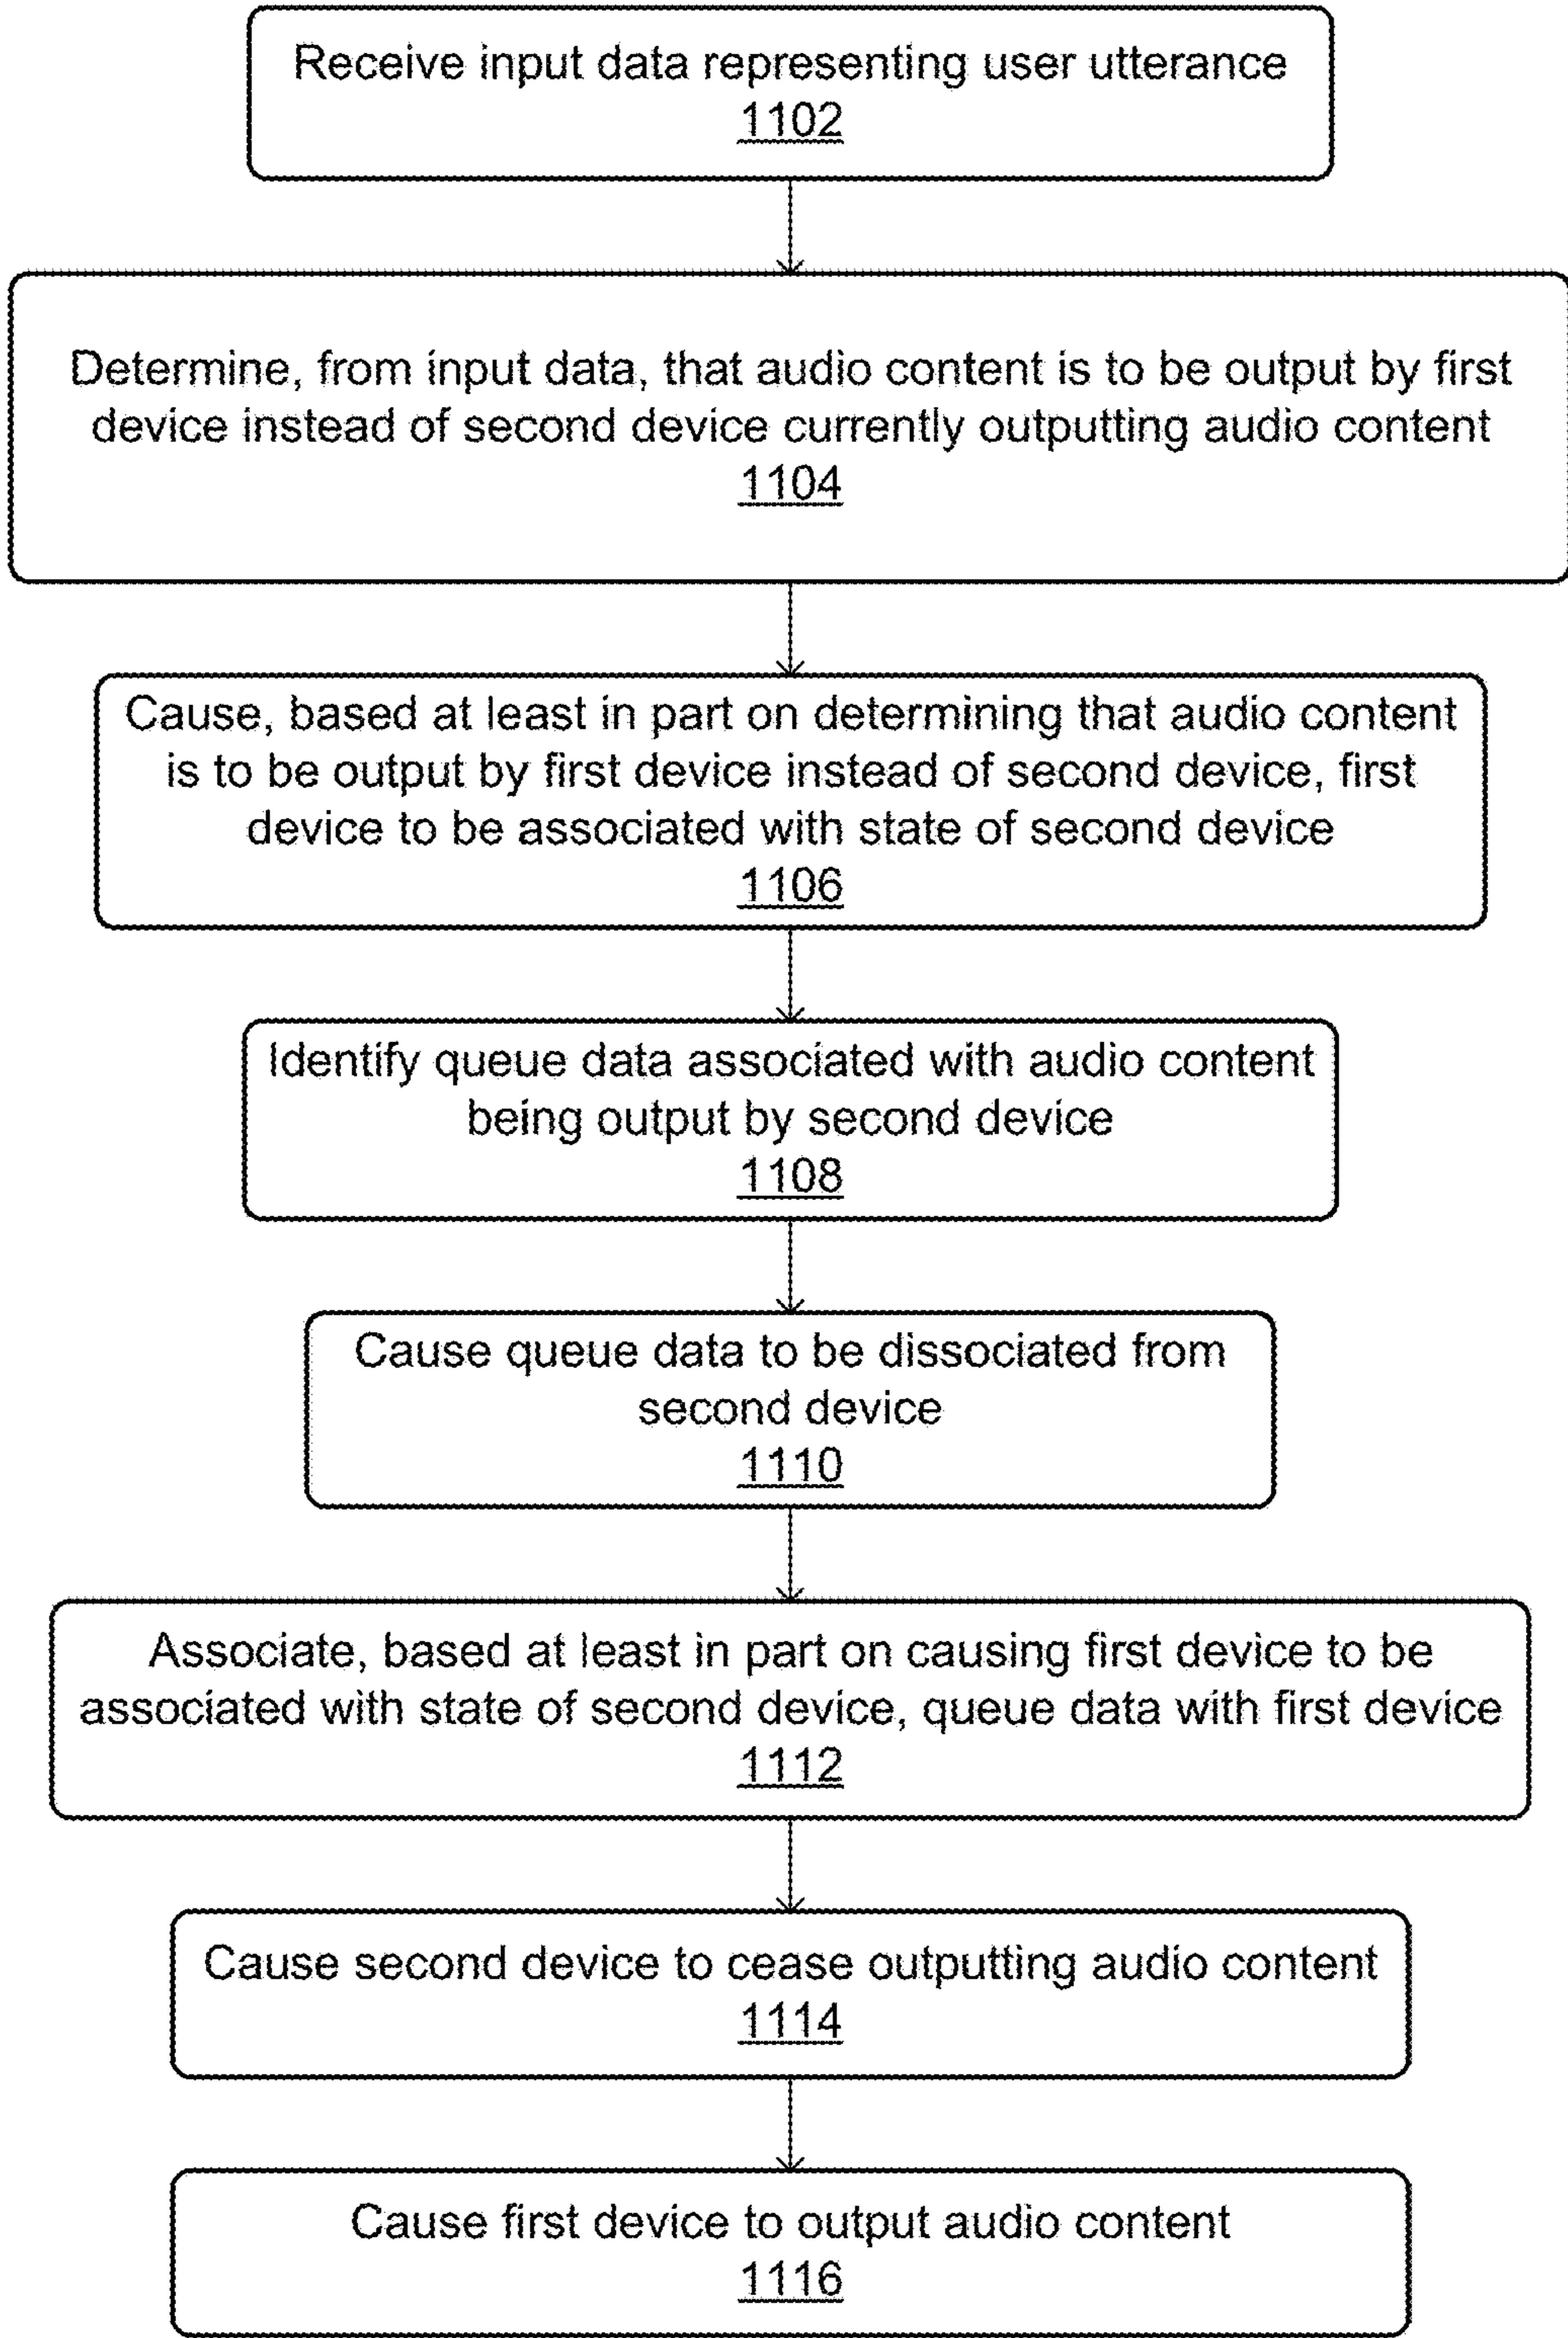 Receive input data representing user utterance
1102
Determine, from input data, that audio content is to be output by first
device instead of second device currently outputting audio content
1104
Cause, based at least in part on determining that audio content
is to be output by first device instead of second device, first
device to be associated with state of second device
1106
Identify queue data associated with audio content
being output by second device
1108
Cause queue data to be dissociated from
second device
1110
Associate, based at least in part on causing first device to be
associated with state of second device, queue data with first device
1112
Cause second device to cease outputting audio content
1114
Cause first device to output audio content
1116